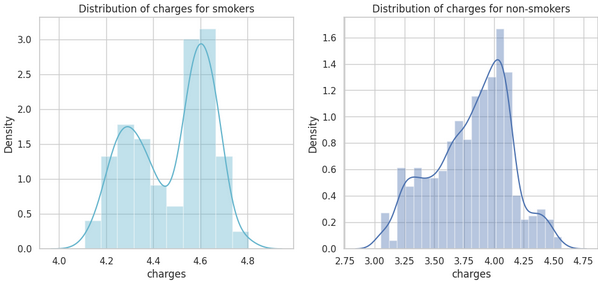 Distribution of charges for smokers
3.0
2.5
2.0
1.5
1.0
0.5
0.0
Density
4.0 4.2 4.4 4.6 4.8
charges
Distribution of charges for non-smokers
1.6
1.4
1.2
1.0
0.8
0.6
0.4
0.2
0.0
Density
2.75 3.00 3.25 3.50 3.75 4.00 4.25 4.50 4.75
charges